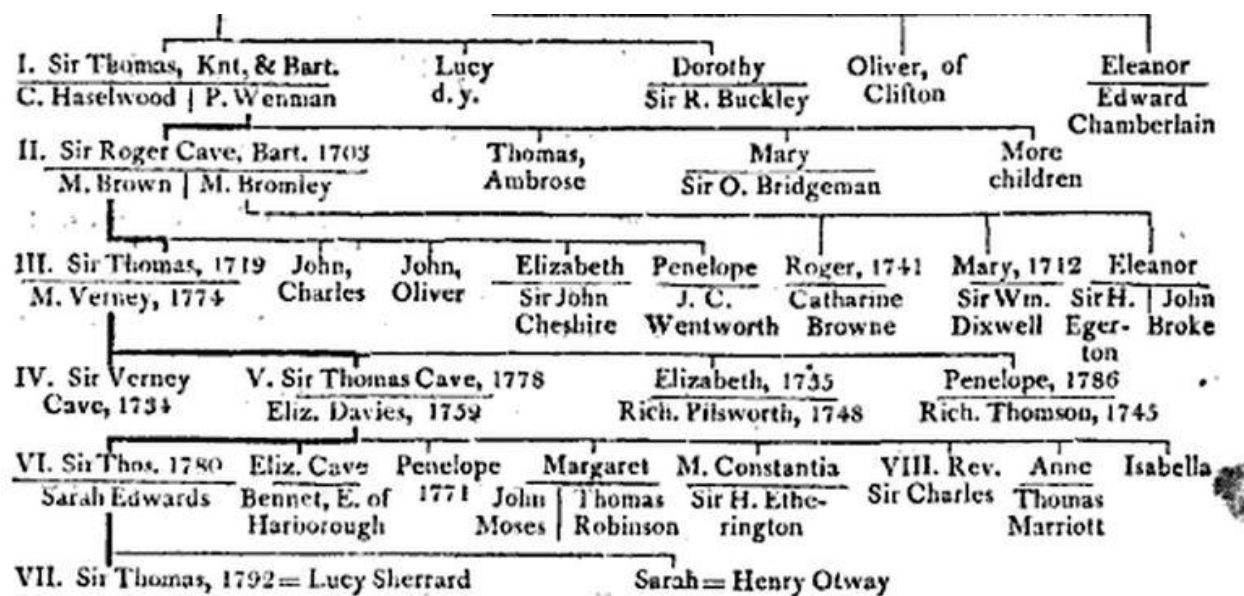 I. Sir Thomas, Knt, & Bart. Lucy Dorothy Oliver, of Eleanor
C. Haselwood | P. Wenman d. y. Sir R. Buckley Clifton Edward
Chamberlain
II. Sir Roger Cave, Bart. 1703 Thomas, Mary More
M. Brown | M. Bromley Ambrose Sir O. Bridgeman children
III. Sir Thomas, 1719 John, John, Elizabeth Penelope Roger, 1741 Mary, 1712 Eleanor
M. Verney, 1774 Charles Oliver Sir John J. C. Catharine Sir Wm. Sir H. | John
Cheshire Wentworth Browne Dixwell Eger- Broke
ton
IV. Sir Verney V. Sir Thomas Cave, 1778 Elizabeth, 1735 Penelope, 1786
Cave, 1734 Eliz. Davies, 1759 Rich. Pilsworth, 1748 Rich. Thomson, 1745
VI. Sir Thos. 1780 Eliz. Cave Penelope Margaret M. Constantia VIII. Rev. Anne Isabella
Sarah Edwards Bennet, E. of 1771 John | Thomas Sir H. Ethe- Sir Charles Thomas
Harborough Moses | Robinson rington Marriott
VII. Sir Thomas, 1792 = Lucy Sherrard Sarah = Henry Otway